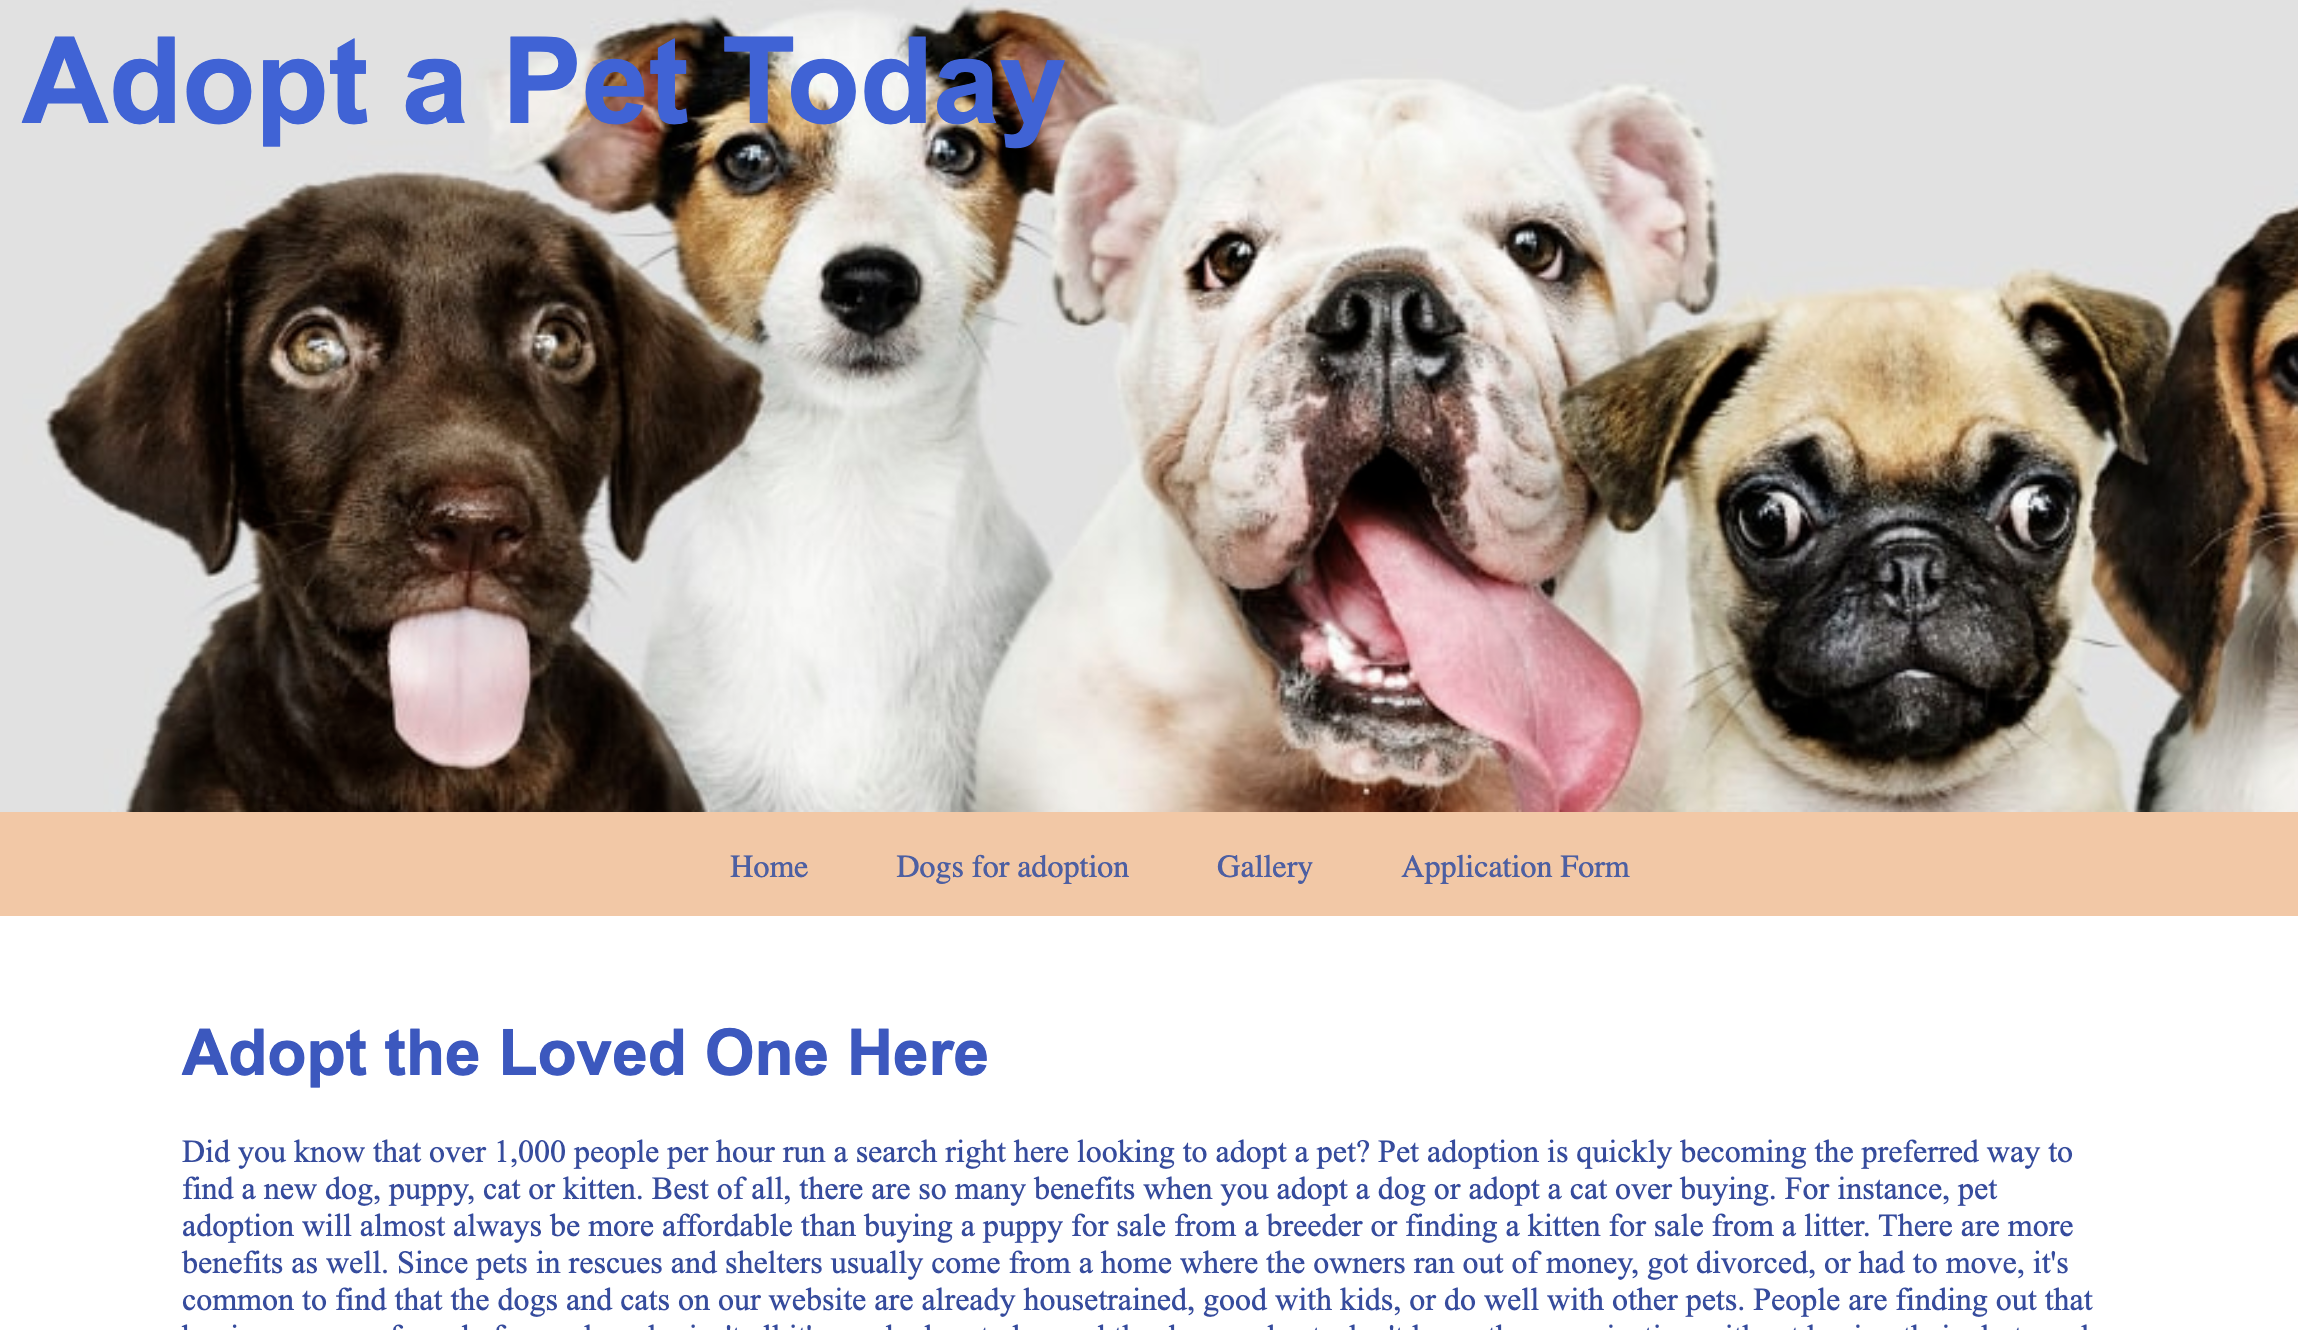 Adopt a Pet Today
Home Dogs for adoption Gallery Application Form
Adopt the Loved One Here
Did you know that over 1,000 people per hour run a search right here looking to adopt a pet? Pet adoption is quickly becoming the preferred way to
find a new dog, puppy, cat or kitten. Best of all, there are so many benefits when you adopt a dog or adopt a cat over buying. For instance, pet
adoption will almost always be more affordable than buying a puppy for sale from a breeder or finding a kitten for sale from a litter. There are more
benefits as well. Since pets in rescues and shelters usually come from a home where the owners ran out of money, got divorced, or had to move, it's
common to find that the dogs and cats on our website are already housetrained, good with kids, or do well with other pets. People are finding out that